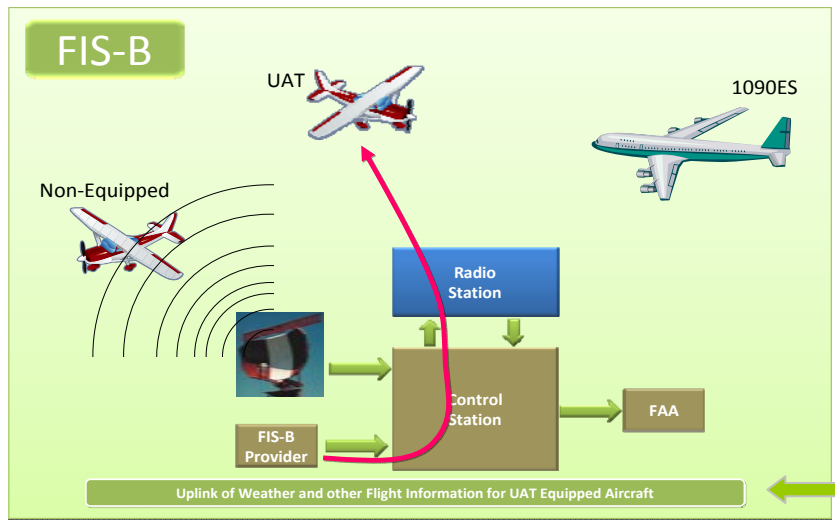 FIS-B
UAT
1090ES
Non-Equipped
Radio
Station
Control
Station
FAA
FIS-B
Provider
Uplink of Weather and other Flight Information for UAT Equipped Aircraft